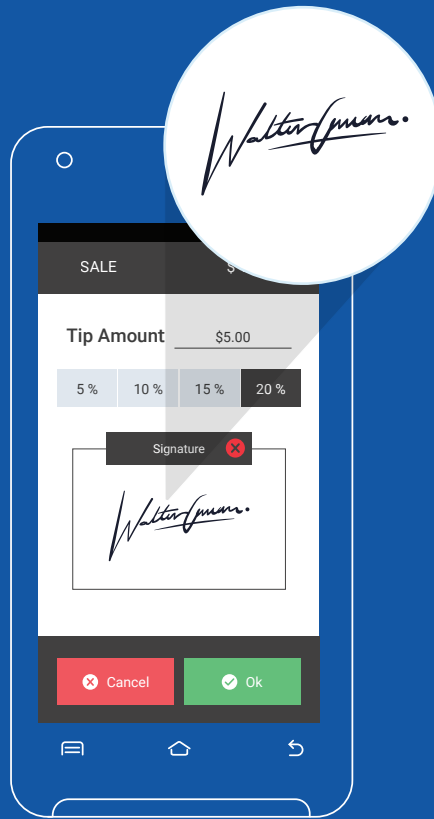 SALE $
Tip Amount $5.00
5 % 10 % 15 % 20 %
Signature
Cancel Ok